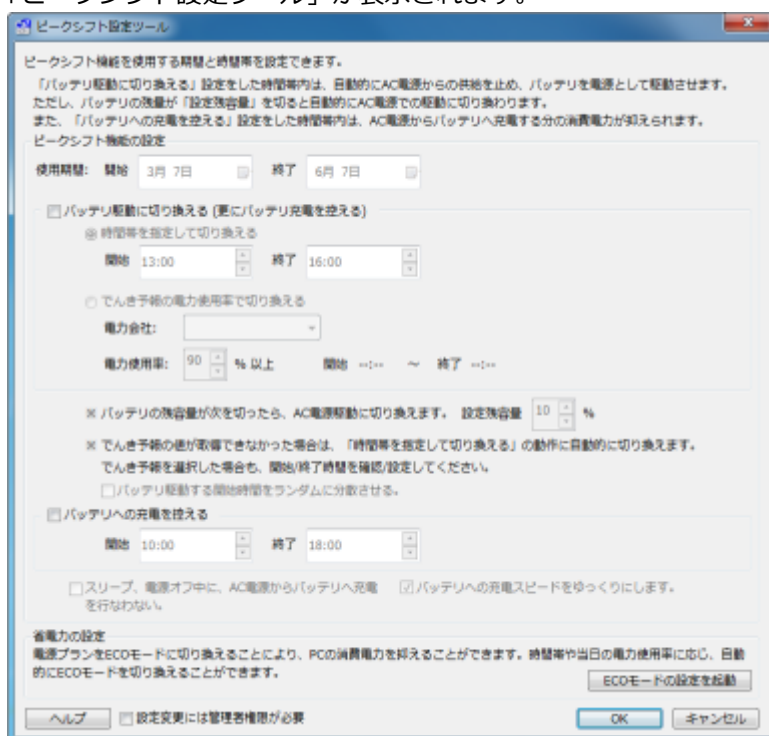 「ピークシフト設定ツール」が表示されます。
ピークシフト設定ツール
ピークシフト機能を使用する期間と時間帯を設定できます。
「バッテリ駆動に切り換える」設定をした時間帯内は、自動的にAC電源からの供給を止め、バッテリを電源として駆動させます。
ただし、バッテリの残量が「設定残容量」を切ると自動的にAC電源での駆動に切り換わります。
また、「バッテリへの充電を控える」設定をした時間帯内は、AC電源からバッテリへ充電する分の消費電力が抑えられます。
ピークシフト機能の設定
使用期間: 開始 3月 7日 終了 6月 7日
バッテリ駆動に切り換える (更にバッテリ充電を控える)
時間帯を指定して切り換える
開始 13:00 終了 16:00
でんき予報の電力使用率で切り換える
電力会社:
電力使用率: 90 % 以上 開始 --:-- ～ 終了 --:--
※ バッテリの残容量が次を切ったら、AC電源駆動に切り換えます。 設定残容量 10 %
※ でんき予報の値が取得できなかった場合は、「時間帯を指定して切り換える」の動作に自動的に切り換えます。
でんき予報を選択した場合も、開始/終了時間を確認/設定してください。
バッテリ駆動する開始時間をランダムに分散させる。
バッテリへの充電を控える
開始 10:00 終了 18:00
スリープ、電源オフ中に、AC電源からバッテリへ充電 バッテリへの充電スピードをゆっくりにします。
を行なわない。
省電力の設定
電源プランをECOモードに切り換えることにより、PCの消費電力を抑えることができます。時間帯や当日の電力使用率に応じ、自動
的にECOモードを切り換えることができます。
ECOモードの設定を起動
ヘルプ 設定変更には管理者権限が必要 OK キャンセル